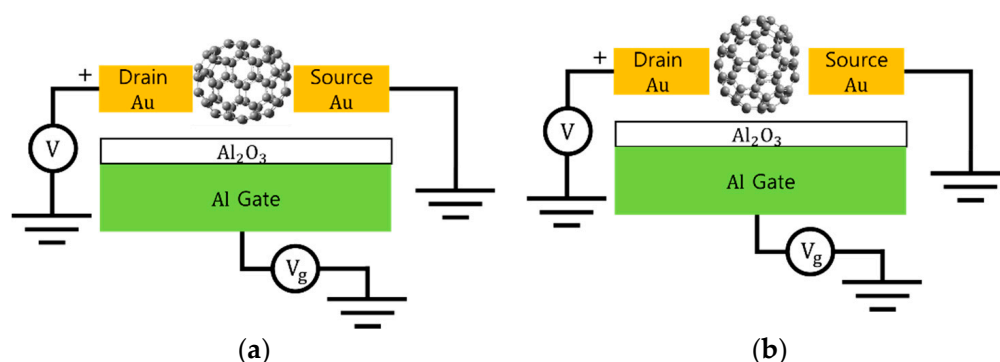 + Drain Au
Source Au
V
Al₂O₃
Al Gate
Vg
(a)
+ Drain Au
Source Au
V
Al₂O₃
Al Gate
Vg
(b)